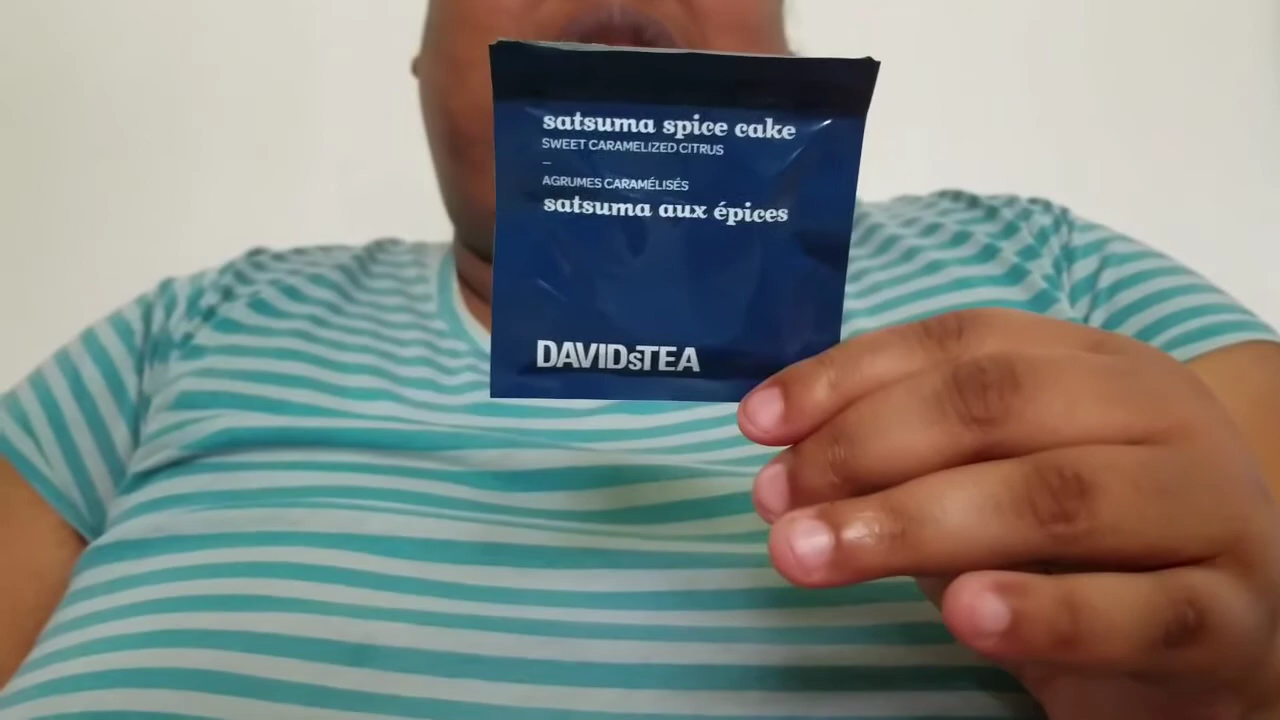 satsuma spice cake
SWEET CARAMELIZED CITRUS
–
AGRUMES CARAMÉLISÉS
satsuma aux épices
DAVIDsTEA